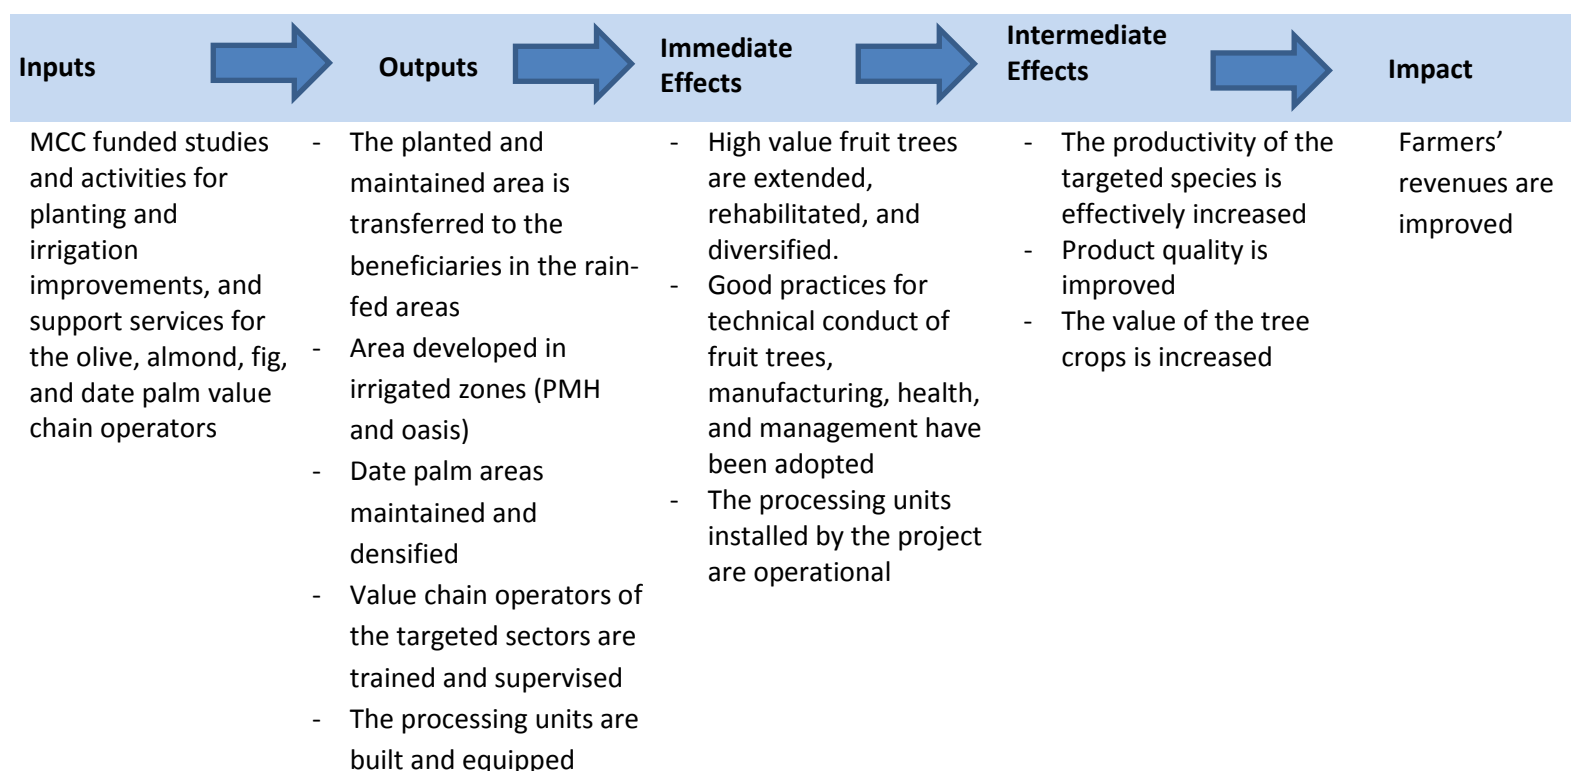 Inputs
Outputs
Immediate
Effects
Intermediate
Effects
Impact
MCC funded studies
and activities for
planting and
irrigation
improvements, and
support services for
the olive, almond, fig,
and date palm value
chain operators
- The planted and
maintained area is
transferred to the
beneficiaries in the rain-
fed areas
- Area developed in
irrigated zones (PMH
and oasis)
- Date palm areas
maintained and
densified
- Value chain operators of
the targeted sectors are
trained and supervised
- The processing units are
built and equipped
- High value fruit trees
are extended,
rehabilitated, and
diversified.
- Good practices for
technical conduct of
fruit trees,
manufacturing, health,
and management have
been adopted
- The processing units
installed by the project
are operational
- The productivity of the
targeted species is
effectively increased
- Product quality is
improved
- The value of the tree
crops is increased
Farmers’
revenues are
improved